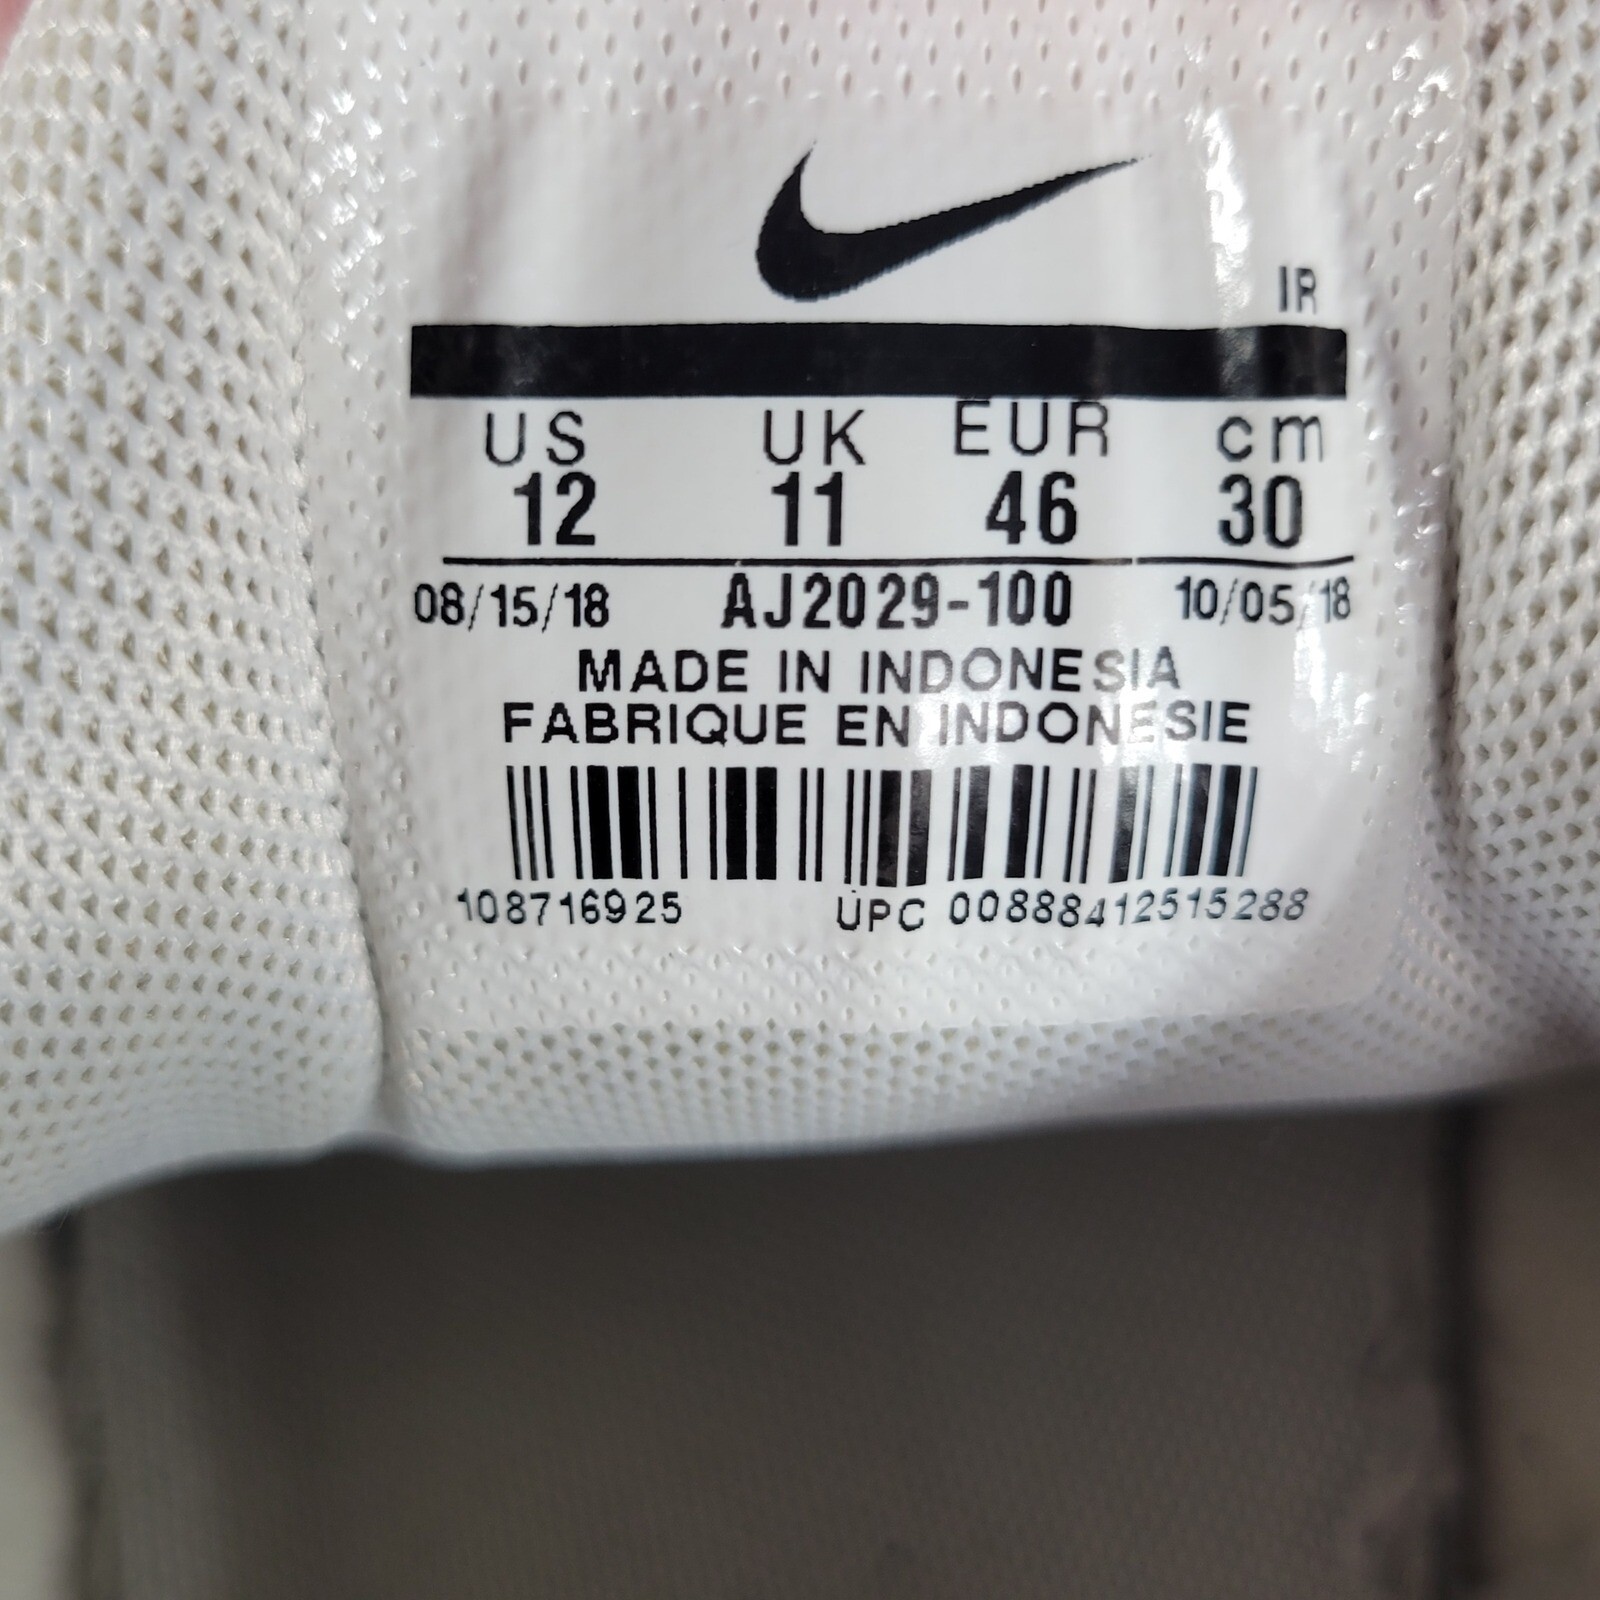 IR
US UK EUR cm
12 11 46 30
08/15/18 AJ2029-100 10/05/18
MADE IN INDONESIA
FABRIQUE EN INDONESIE
108716925 UPC 00888412515288